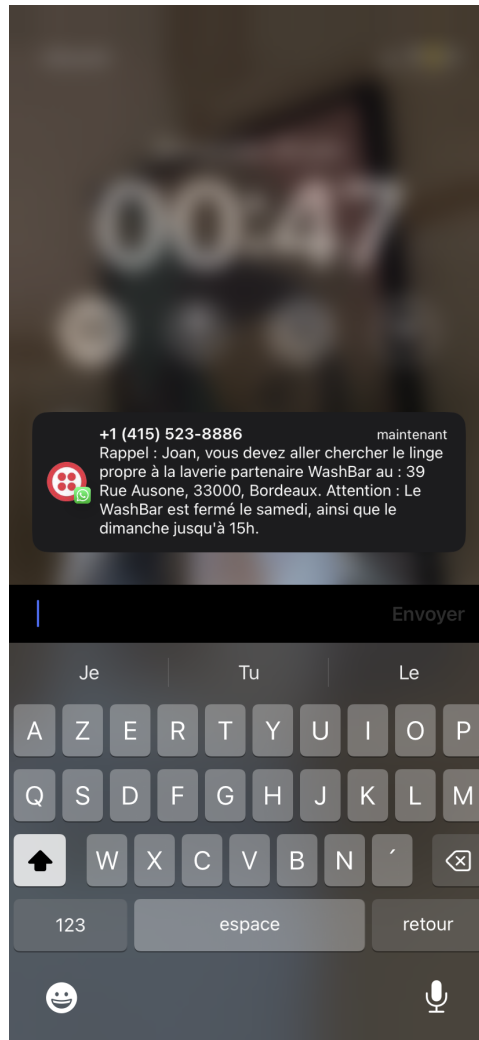 00:47
+1 (415) 523-8886 maintenant
Rappel : Joan, vous devez aller chercher le linge
propre à la laverie partenaire WashBar au : 39
Rue Ausone, 33000, Bordeaux. Attention : Le
WashBar est fermé le samedi, ainsi que le
dimanche jusqu'à 15h.
Envoyer
Je Tu Le
A Z E R T Y U I O P
Q S D F G H J K L M
W X C V B N ´
123 espace retour